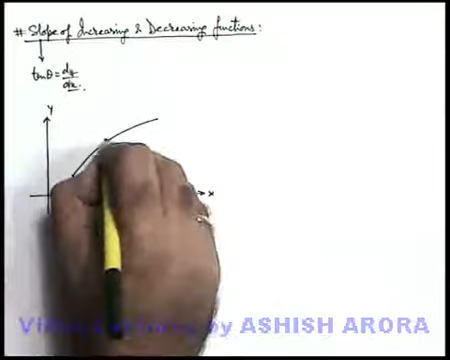 # Slope of Increasing & Decreasing functions:
tanθ = dy/dx.
y
x
Video Lectures by ASHISH ARORA